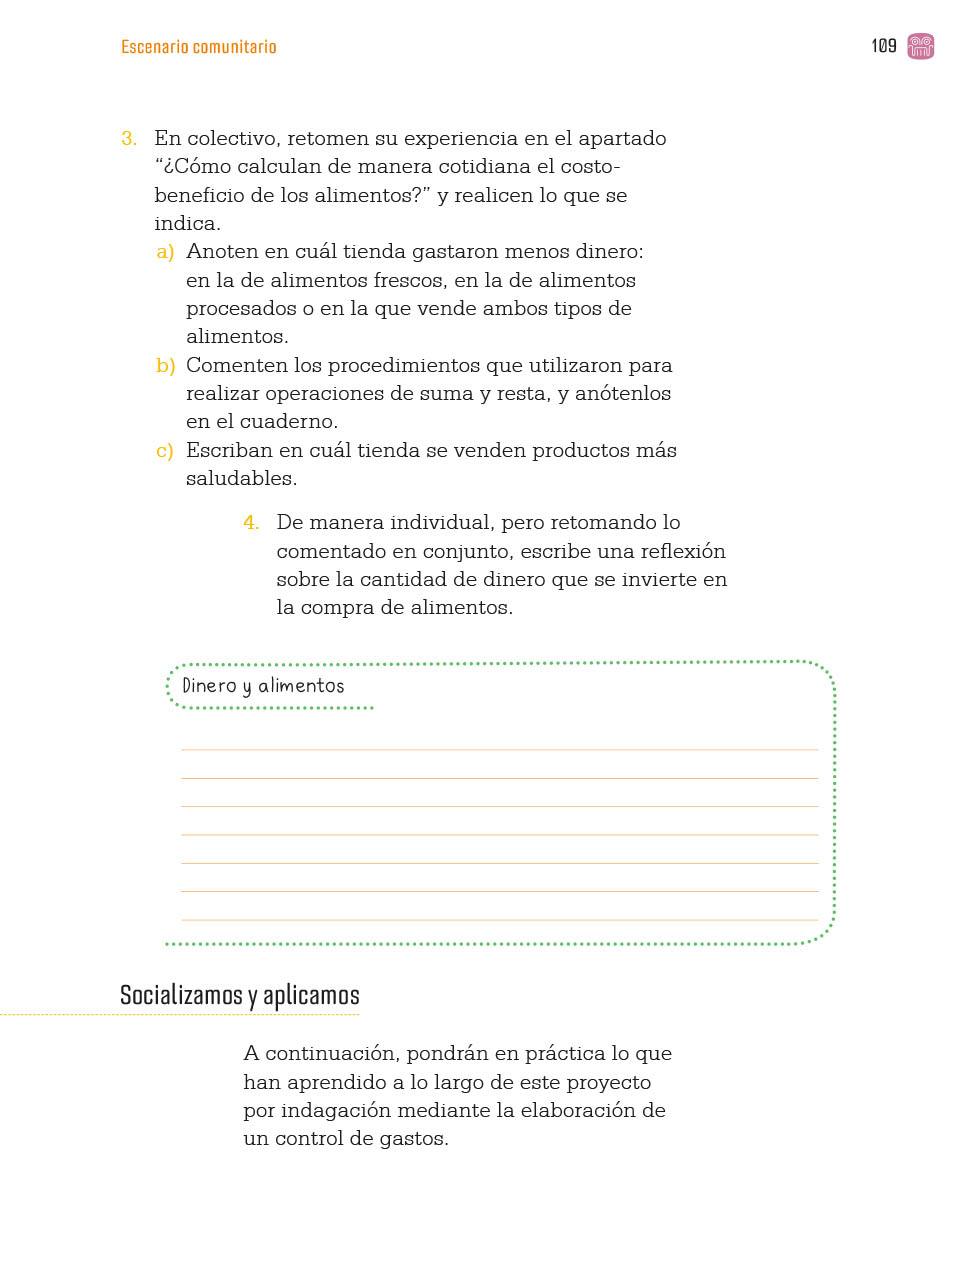 Escenario comunitario
109
3. En colectivo, retomen su experiencia en el apartado
“¿Cómo calculan de manera cotidiana el costo-
beneficio de los alimentos?” y realicen lo que se
indica.
a) Anoten en cuál tienda gastaron menos dinero:
en la de alimentos frescos, en la de alimentos
procesados o en la que vende ambos tipos de
alimentos.
b) Comenten los procedimientos que utilizaron para
realizar operaciones de suma y resta, y anótenlos
en el cuaderno.
c) Escriban en cuál tienda se venden productos más
saludables.
4. De manera individual, pero retomando lo
comentado en conjunto, escribe una reflexión
sobre la cantidad de dinero que se invierte en
la compra de alimentos.
Dinero y alimentos
Socializamos y aplicamos
A continuación, pondrán en práctica lo que
han aprendido a lo largo de este proyecto
por indagación mediante la elaboración de
un control de gastos.